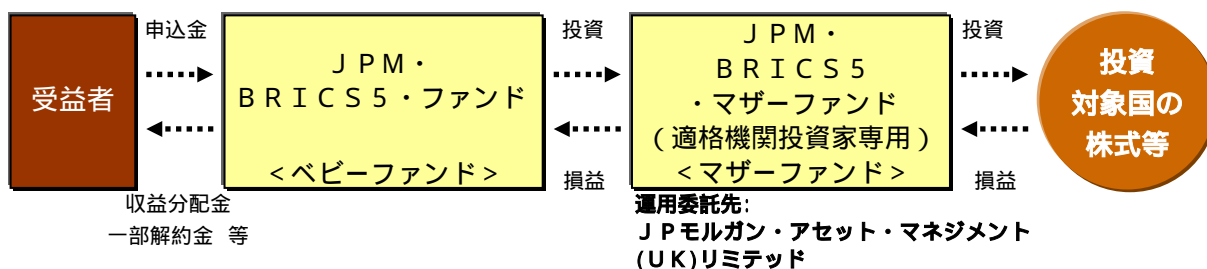 受益者
申込金
収益分配金
一部解約金 等
ＪＰＭ・
ＢＲＩＣＳ５・ファンド
<ベビーファンド>
投資
損益
ＪＰＭ・
ＢＲＩＣＳ５
・マザーファンド
(適格機関投資家専用)
<マザーファンド>
運用委託先:
ＪＰモルガン・アセット・マネジメント
(ＵＫ)リミテッド
投資
損益
投資
対象国の
株式等